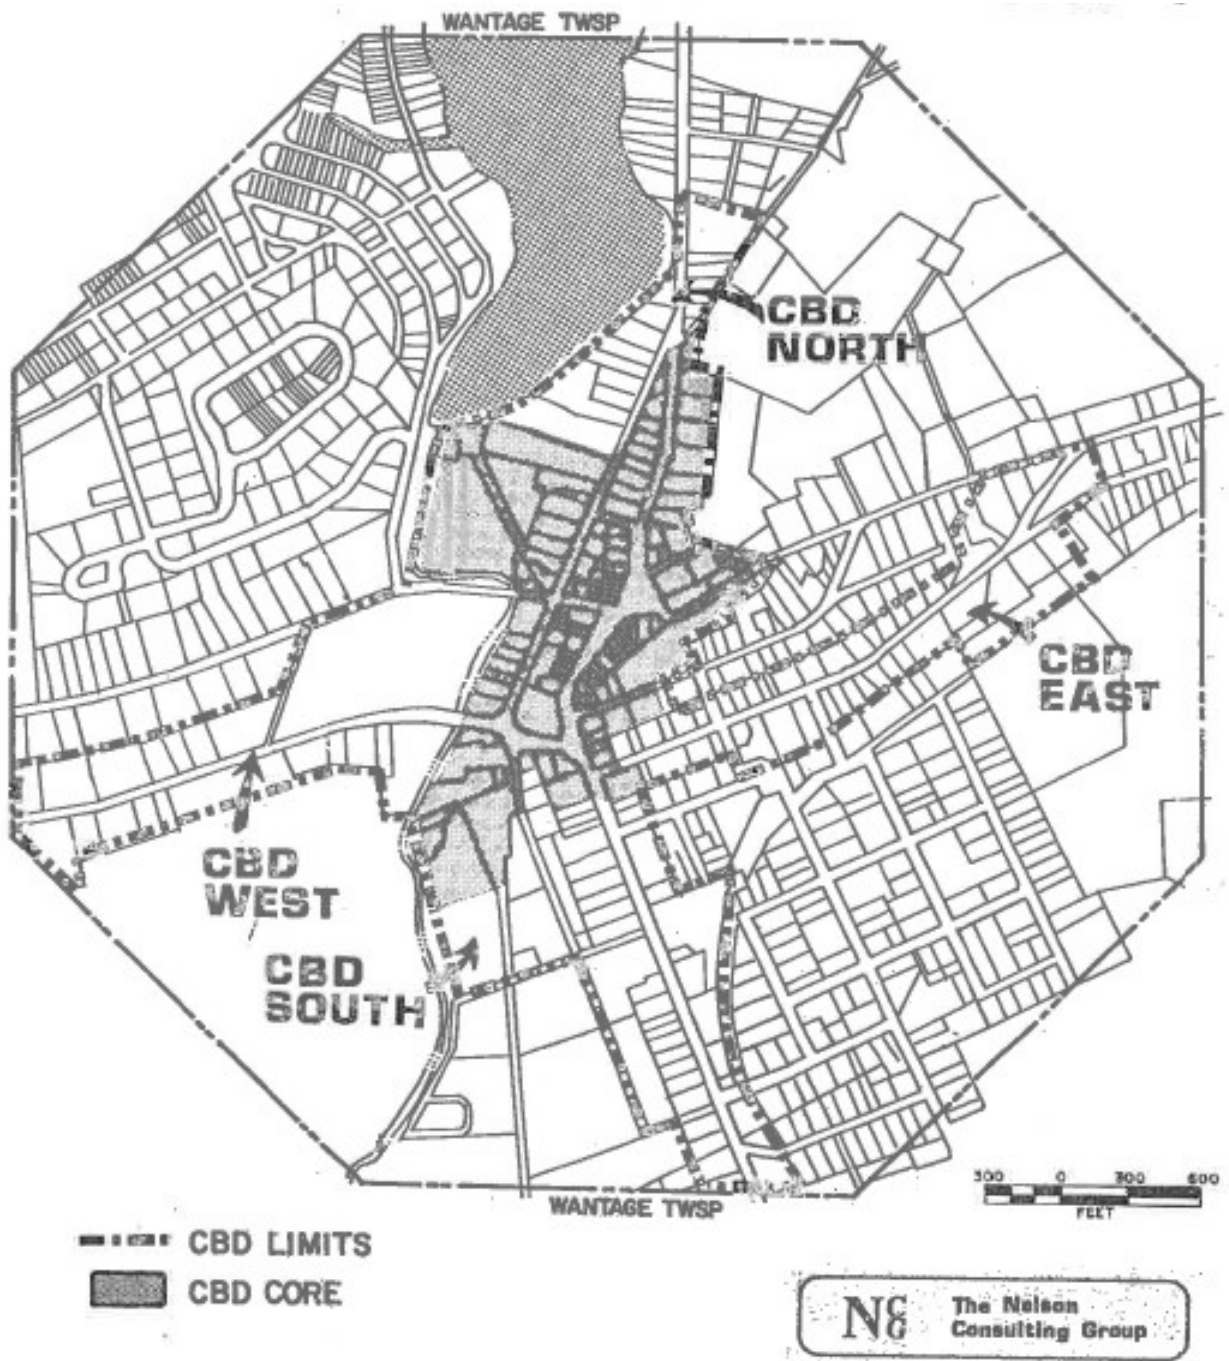 WANTAGE TWSP
CBD
NORTH
CBD
EAST
CBD
WEST
CBD
SOUTH
300 0 300 600
FEET
WANTAGE TWSP
CBD LIMITS
CBD CORE
NCG The Nelson
Consulting Group